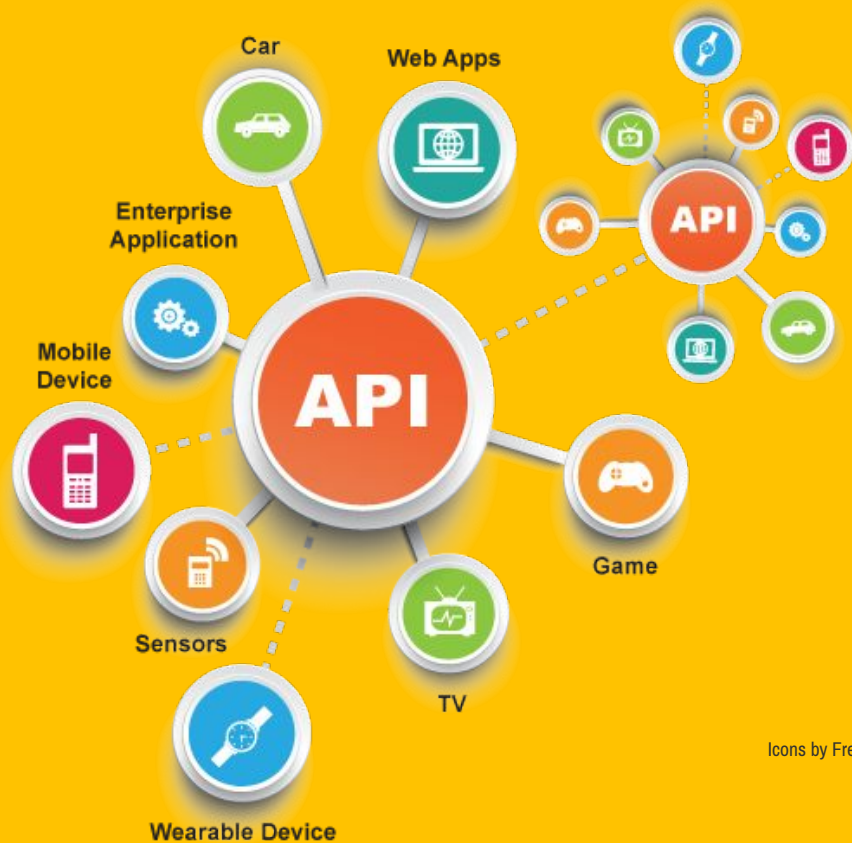 Car
Web Apps
Enterprise
Application
API
Mobile
Device
API
Game
Sensors
TV
Icons by Fre
Wearable Device